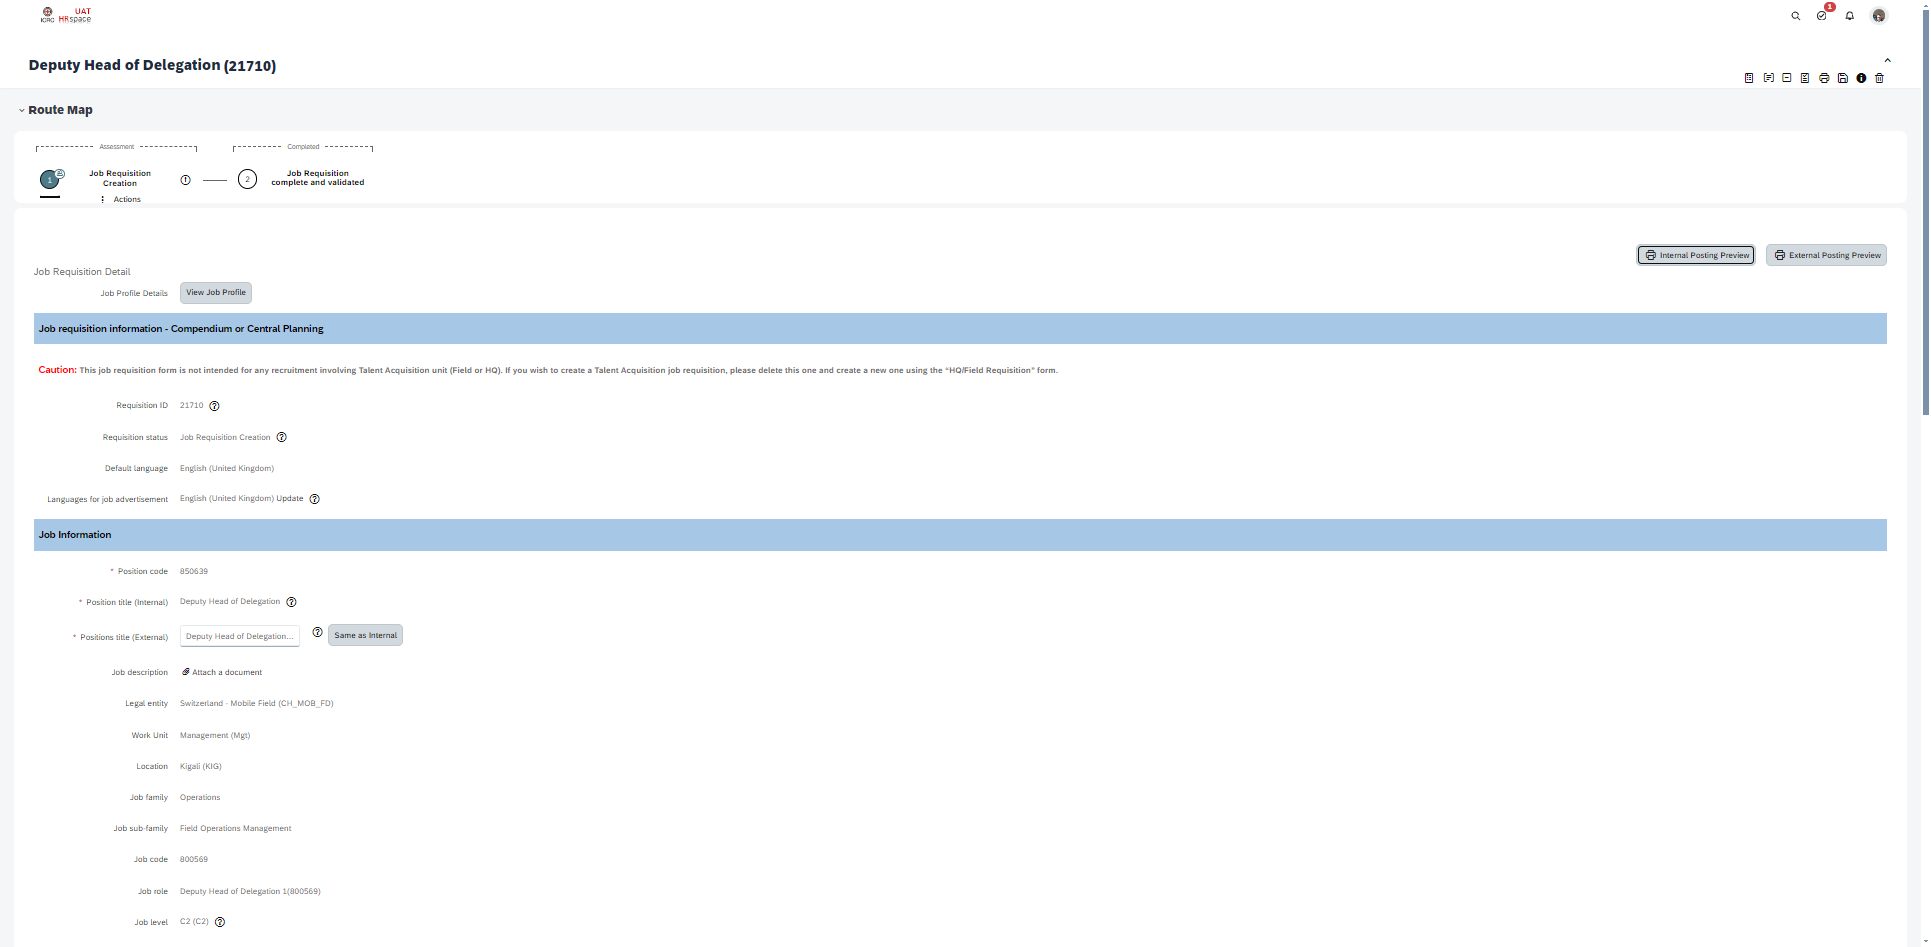 ICRC
UAT
HRspace
1
Deputy Head of Delegation (21710)
Route Map
Assessment
Completed
1
Job Requisition
Creation
2
Job Requisition
complete and validated
Actions
Internal Posting Preview
External Posting Preview
Job Requisition Detail
Job Profile Details View Job Profile
Job requisition information - Compendium or Central Planning
Caution: This job requisition form is not intended for any recruitment involving Talent Acquisition unit (Field or HQ). If you wish to create a Talent Acquisition job requisition, please delete this one and create a new one using the “HQ/Field Requisition” form.
Requisition ID 21710
Requisition status Job Requisition Creation
Default language English (United Kingdom)
Languages for job advertisement English (United Kingdom) Update
Job Information
* Position code 850639
* Position title (Internal) Deputy Head of Delegation
* Positions title (External) Deputy Head of Delegation... Same as Internal
Job description Attach a document
Legal entity Switzerland - Mobile Field (CH_MOB_FD)
Work Unit Management (Mgt)
Location Kigali (KIG)
Job family Operations
Job sub-family Field Operations Management
Job code 800569
Job role Deputy Head of Delegation 1(800569)
Job level C2 (C2)